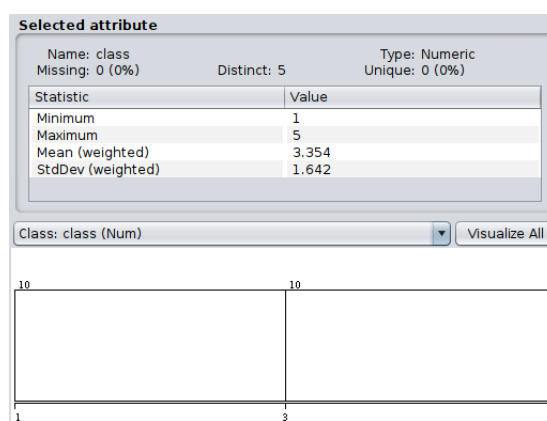 Selected attribute
Name: class Type: Numeric
Missing: 0 (0%) Distinct: 5 Unique: 0 (0%)
Statistic Value
Minimum 1
Maximum 5
Mean (weighted) 3.354
StdDev (weighted) 1.642
Class: class (Num) Visualize All
10 10
1 3